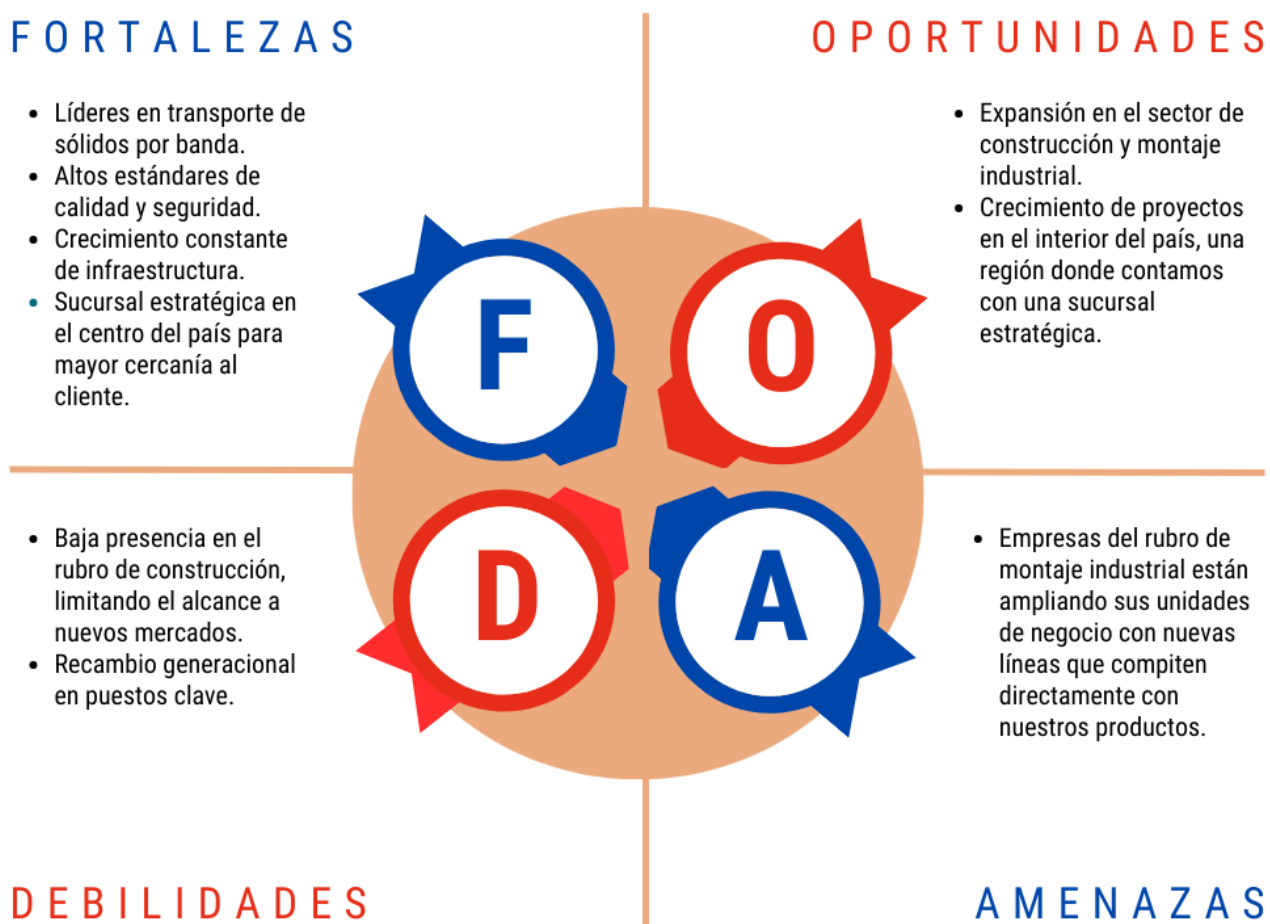 FORTALEZAS
• Líderes en transporte de
sólidos por banda.
• Altos estándares de
calidad y seguridad.
• Crecimiento constante
de infraestructura.
• Sucursal estratégica en
el centro del país para
mayor cercanía al
cliente.
OPORTUNIDADES
• Expansión en el sector de
construcción y montaje
industrial.
• Crecimiento de proyectos
en el interior del país, una
región donde contamos
con una sucursal
estratégica.
F
O
D
A
• Baja presencia en el
rubro de construcción,
limitando el alcance a
nuevos mercados.
• Recambio generacional
en puestos clave.
DEBILIDADES
• Empresas del rubro de
montaje industrial están
ampliando sus unidades
de negocio con nuevas
líneas que compiten
directamente con
nuestros productos.
AMENAZAS